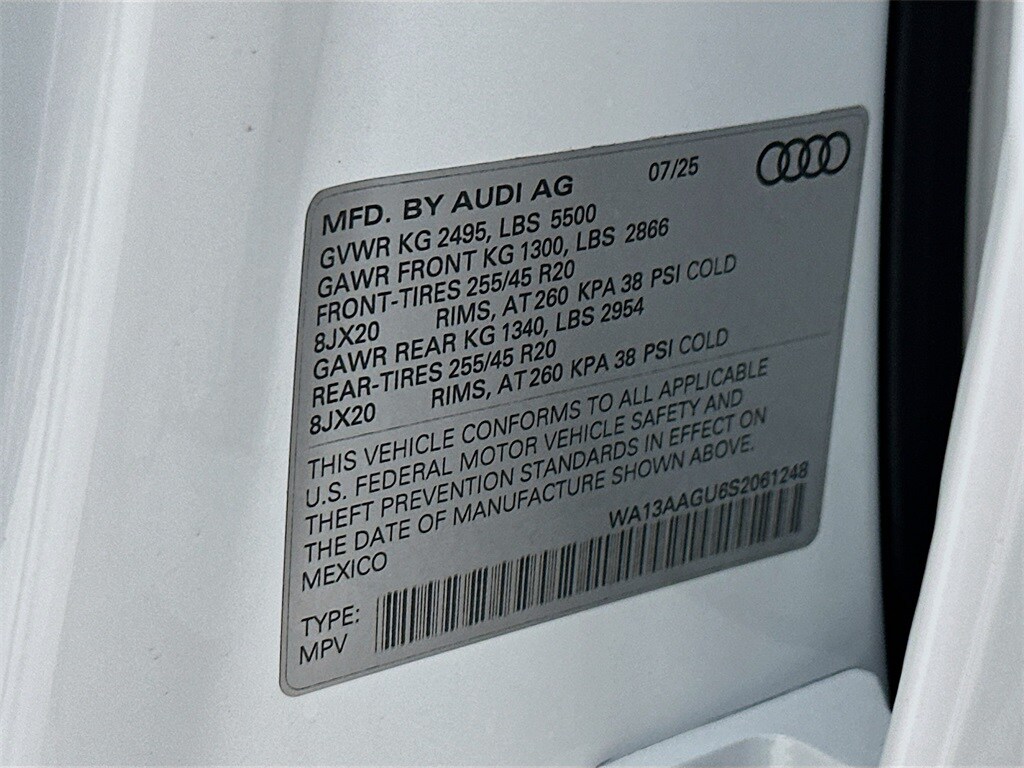 MFD. BY AUDI AG 07/25
GVWR KG 2495, LBS 5500
GAWR FRONT KG 1300, LBS 2866
FRONT-TIRES 255/45 R20
8JX20 RIMS, AT 260 KPA 38 PSI COLD
GAWR REAR KG 1340, LBS 2954
REAR-TIRES 255/45 R20
8JX20 RIMS, AT 260 KPA 38 PSI COLD
THIS VEHICLE CONFORMS TO ALL APPLICABLE
U.S. FEDERAL MOTOR VEHICLE SAFETY AND
THEFT PREVENTION STANDARDS IN EFFECT ON
THE DATE OF MANUFACTURE SHOWN ABOVE.
MEXICO WA13AAGU6S2061248
TYPE:
MPV